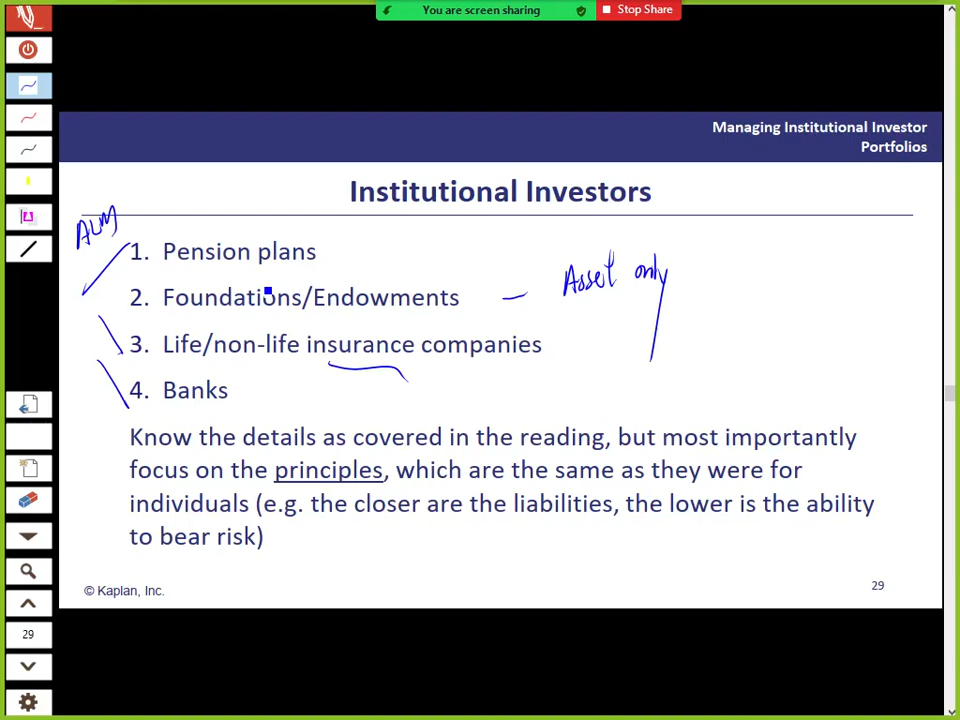 You are screen sharing
Stop Share
Managing Institutional Investor
Portfolios
Institutional Investors
ALM
1. Pension plans
Asset only
2. Foundations/Endowments
3. Life/non-life insurance companies
4. Banks
Know the details as covered in the reading, but most importantly
focus on the principles, which are the same as they were for
individuals (e.g. the closer are the liabilities, the lower is the ability
to bear risk)
© Kaplan, Inc.
29
29